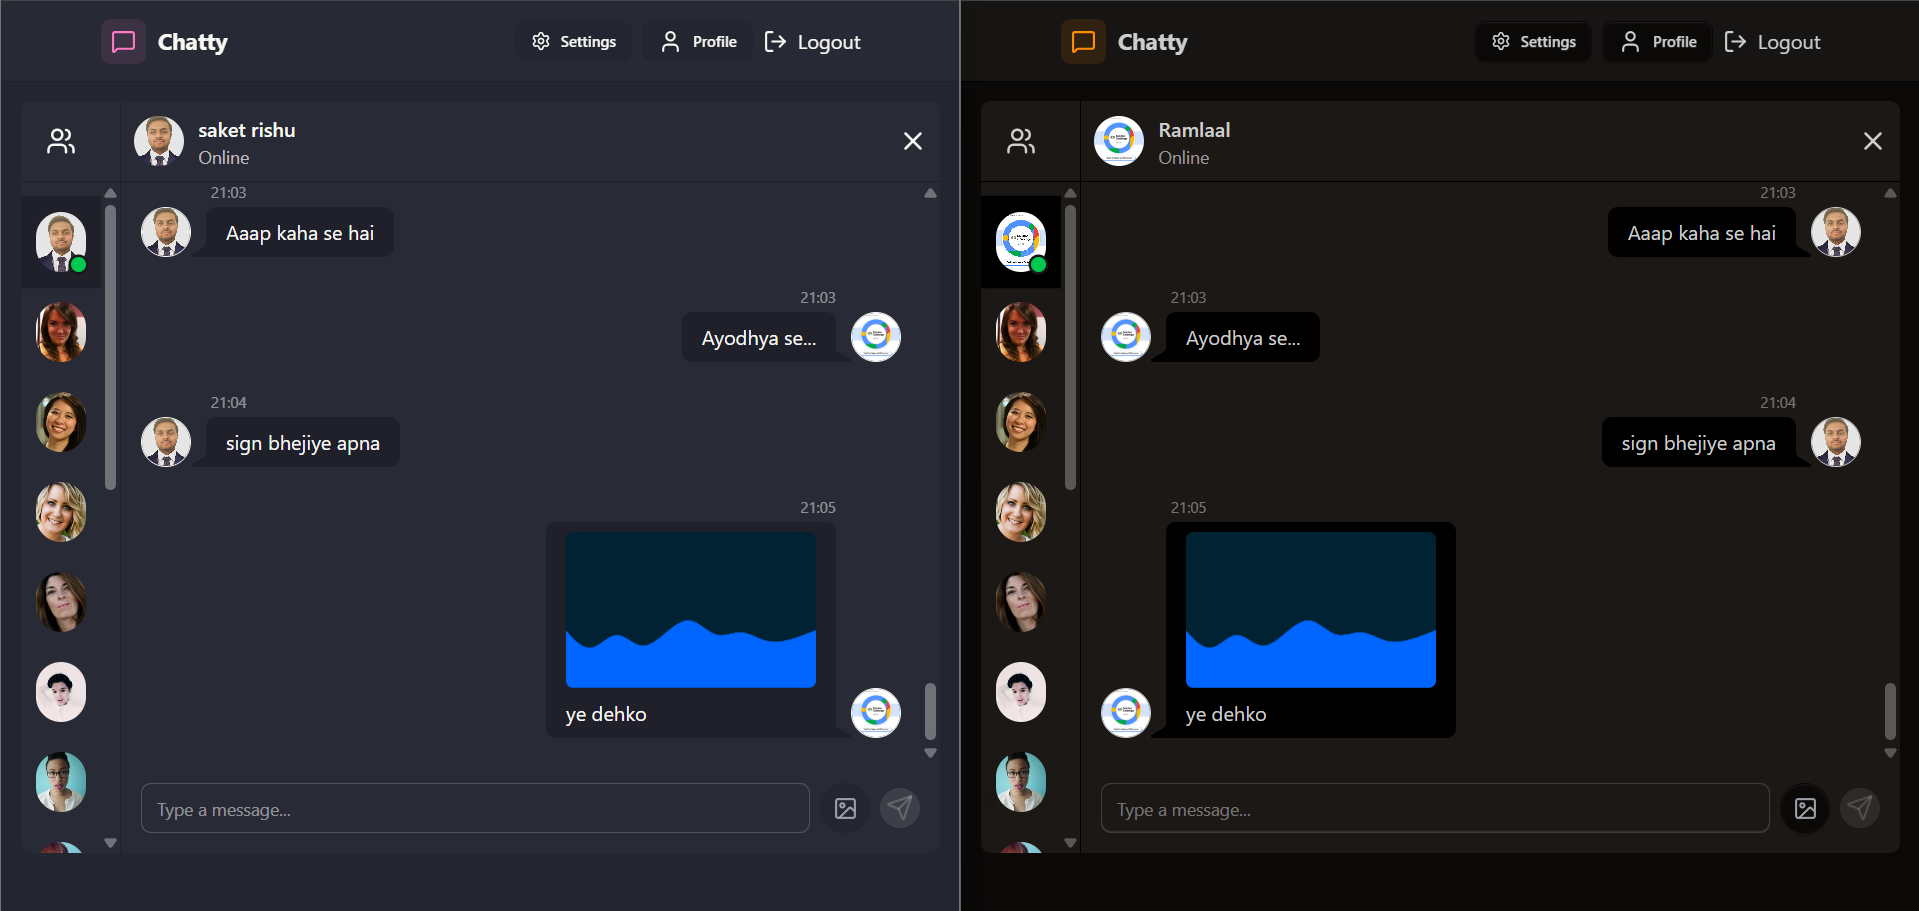 Chatty
Settings
Profile
Logout
saket rishu
Online
21:03
Aaap kaha se hai
21:03
Ayodhya se...
21:04
sign bhejiye apna
21:05
ye dehko
Type a message...
Chatty
Settings
Profile
Logout
Ramlaal
Online
21:03
Aaap kaha se hai
21:03
Ayodhya se...
21:04
sign bhejiye apna
21:05
ye dehko
Type a message...